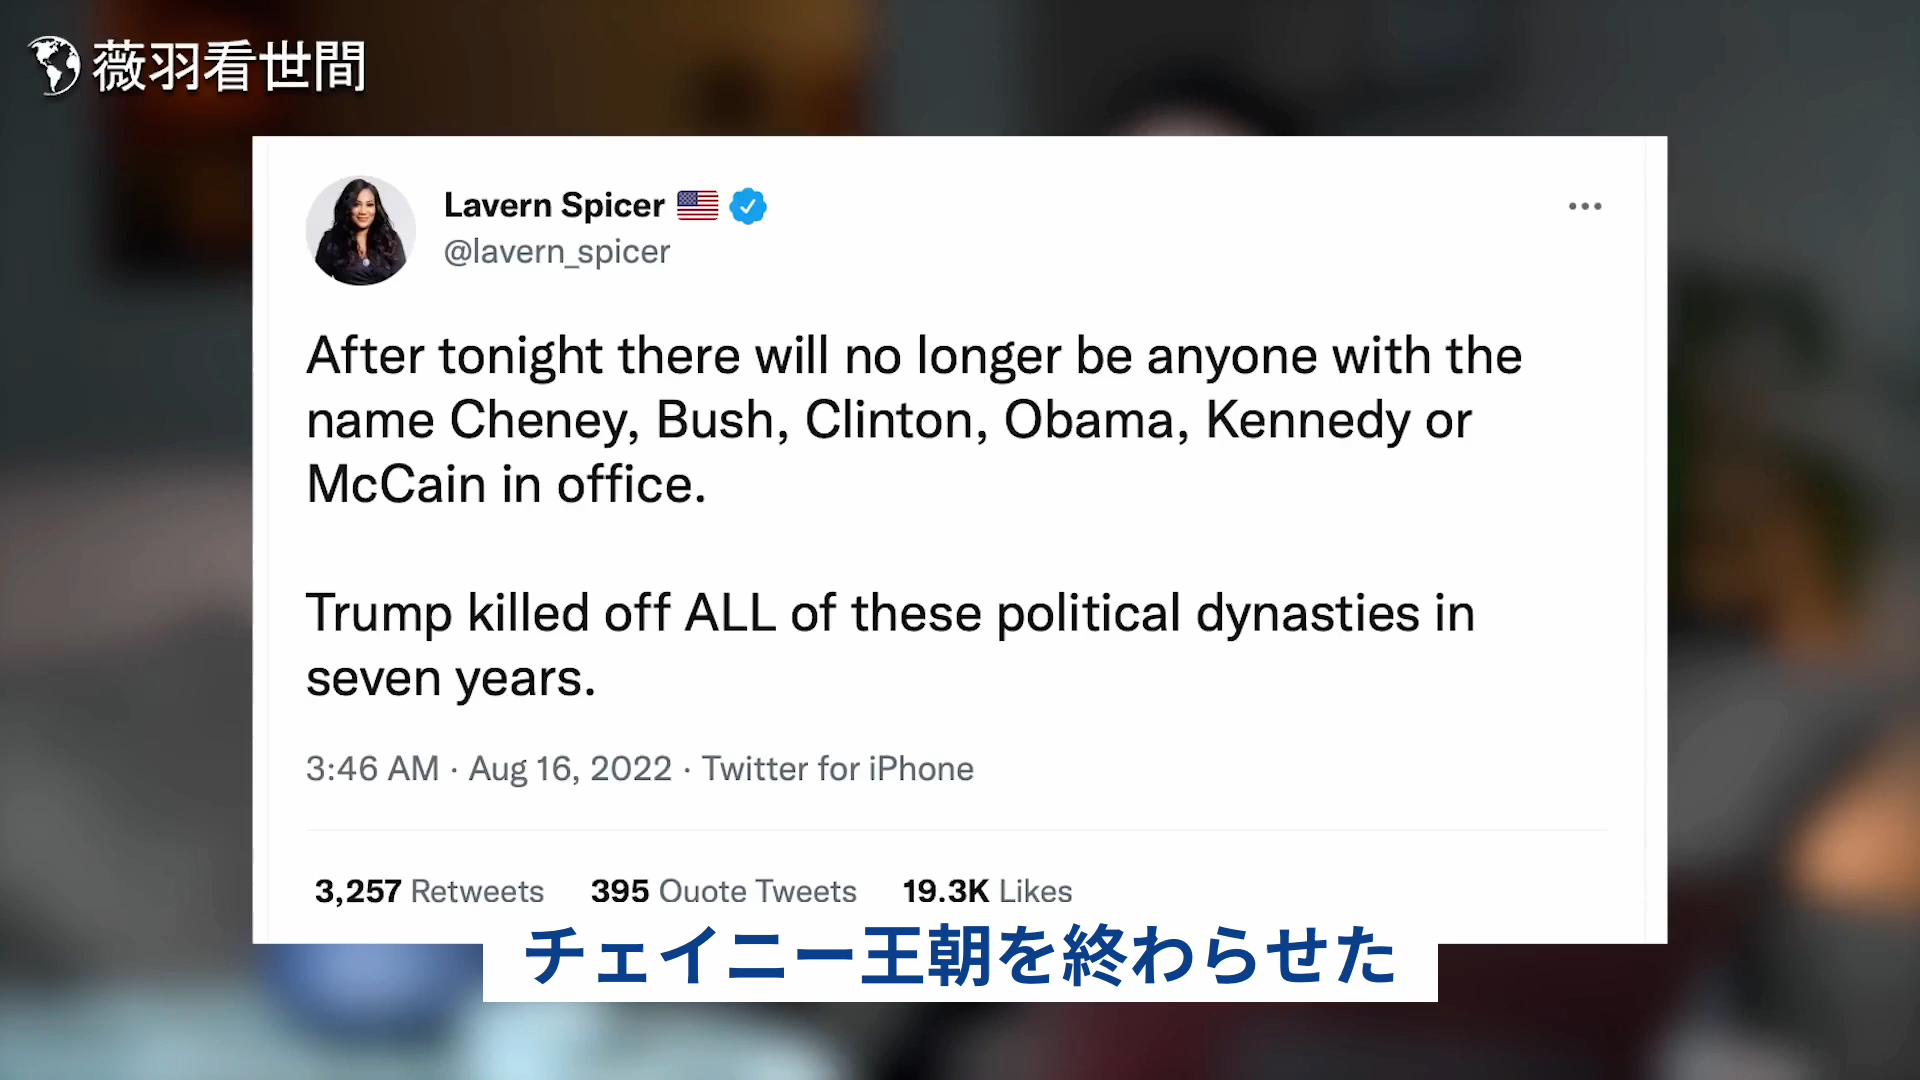 薇羽看世間
Lavern Spicer
@lavern_spicer
After tonight there will no longer be anyone with the
name Cheney, Bush, Clinton, Obama, Kennedy or
McCain in office.
Trump killed off ALL of these political dynasties in
seven years.
3:46 AM · Aug 16, 2022 · Twitter for iPhone
3,257 Retweets 395 Quote Tweets 19.3K Likes
チェイニー王朝を終わらせた